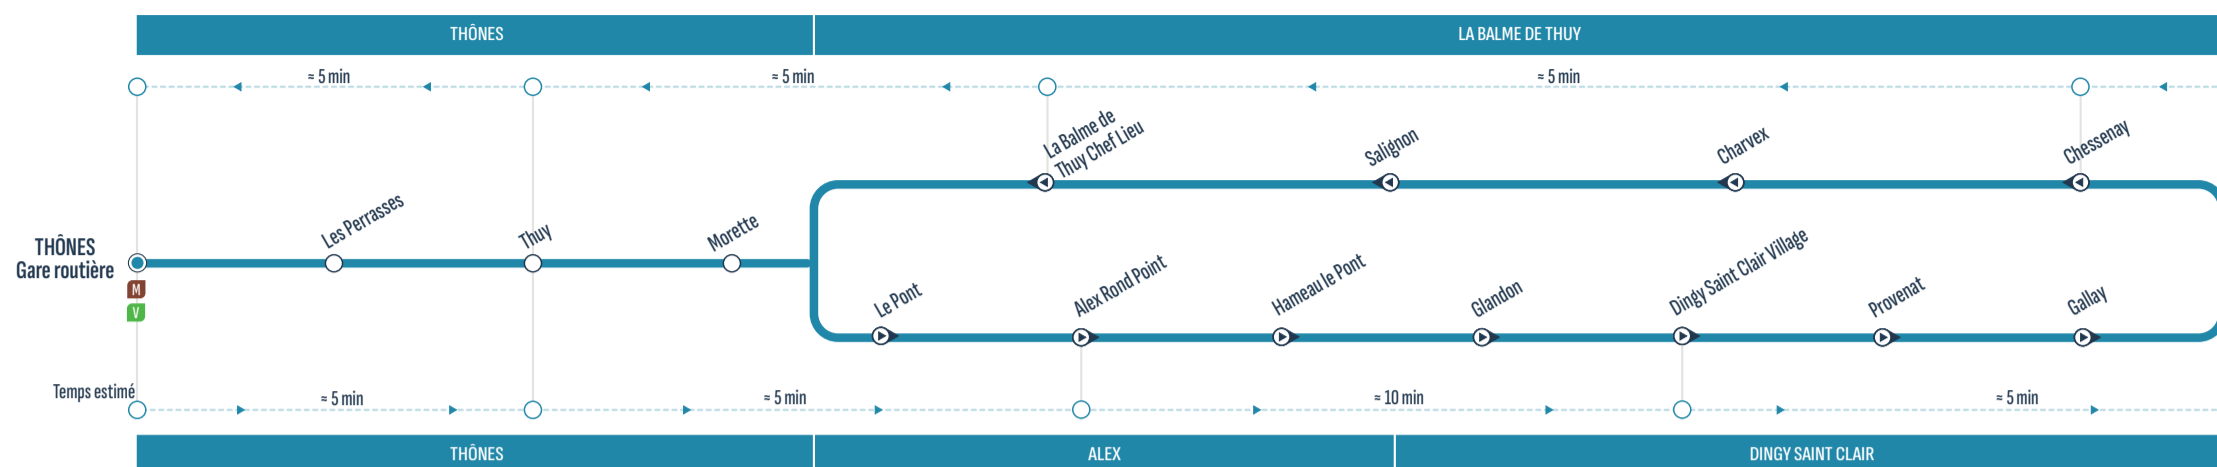 THÔNES
LA BALME DE THUY
≈ 5 min
≈ 5 min
≈ 5 min
La Balme de
Thuy Chef Lieu
Salignon
Charvex
Chessenay
THÔNES
Gare routière
M
V
Les Perrasses
Thuy
Morette
Le Pont
Alex Rond Point
Hameau le Pont
Glandon
Dingy Saint Clair Village
Provenat
Gallay
Temps estimé
≈ 5 min
≈ 5 min
≈ 10 min
≈ 5 min
THÔNES
ALEX
DINGY SAINT CLAIR